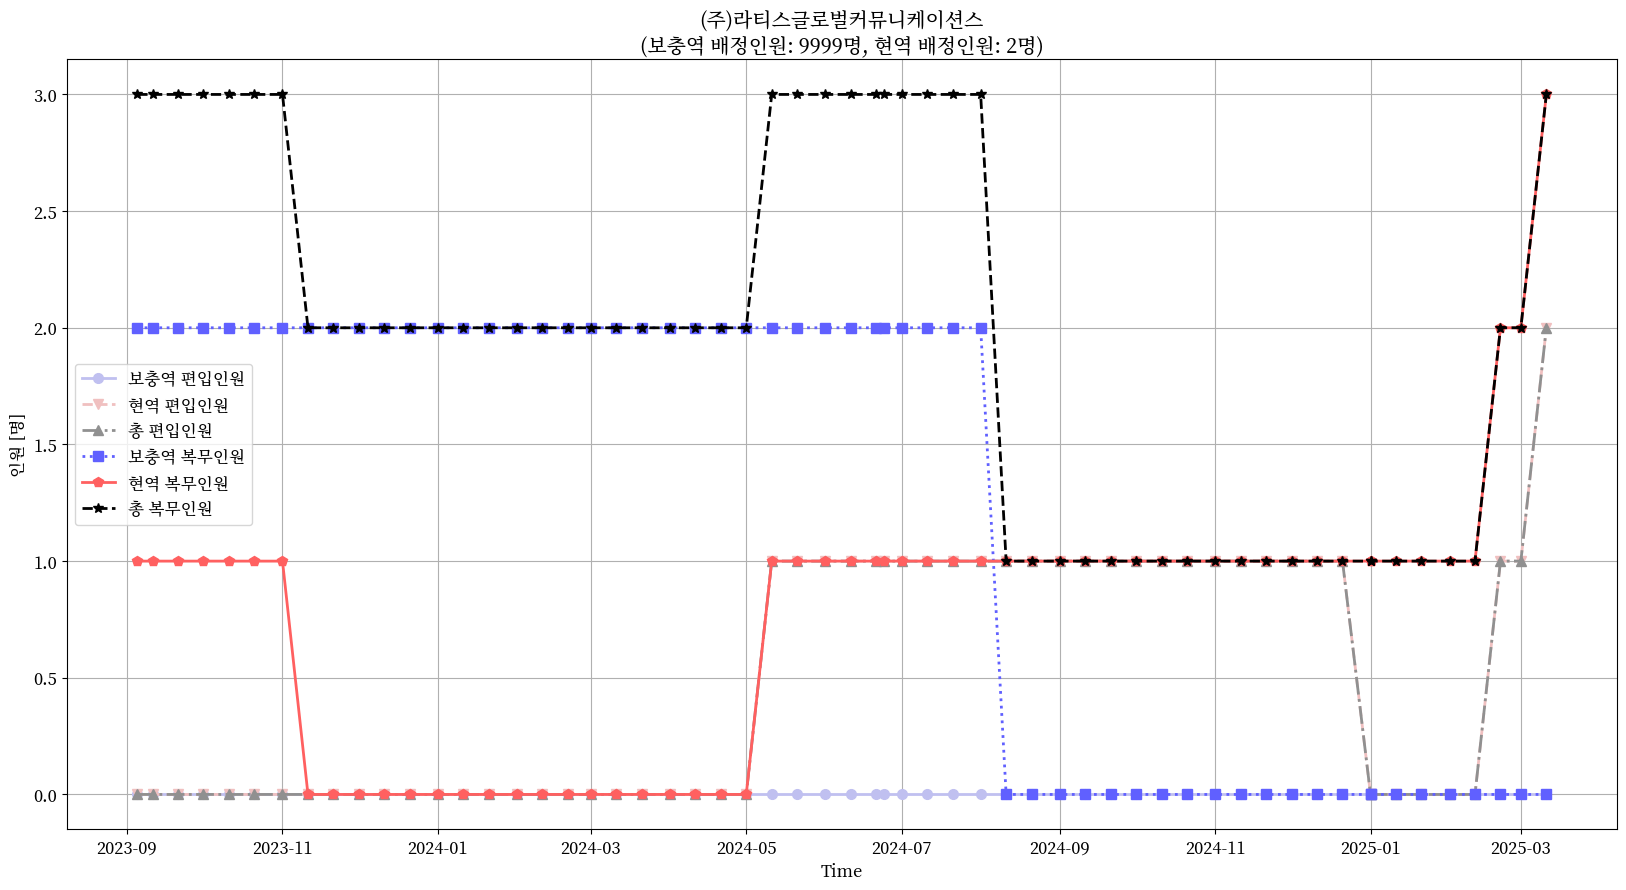 (주)라티스글로벌커뮤니케이션스
(보충역 배정인원: 9999명, 현역 배정인원: 2명)
인원 [명]
3.0
2.5
2.0
1.5
1.0
0.5
0.0
보충역 편입인원
현역 편입인원
총 편입인원
보충역 복무인원
현역 복무인원
총 복무인원
2023-09 2023-11 2024-01 2024-03 2024-05 2024-07 2024-09 2024-11 2025-01 2025-03
Time